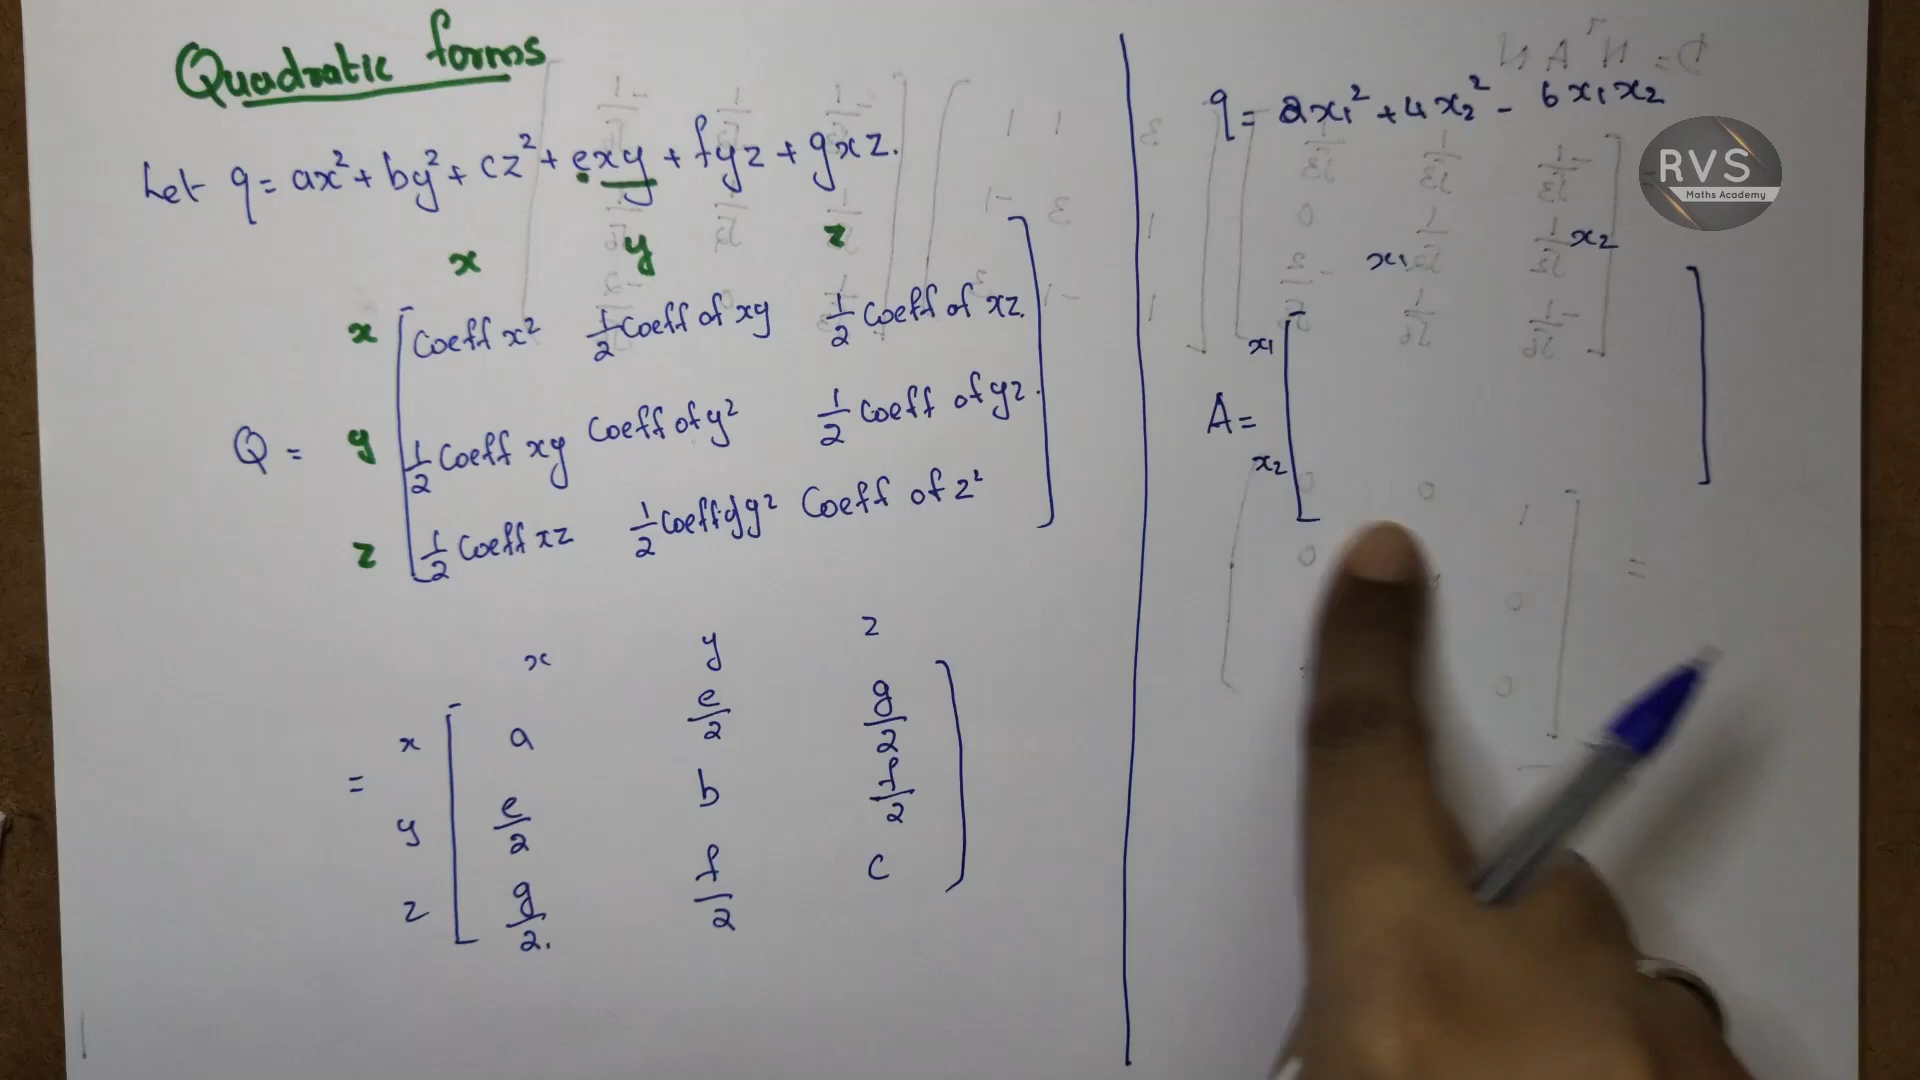 Quadratic forms
Let q = ax² + by² + cz² + exy + fyz + gxz.
x y z
x Coeff x² 1/2 Coeff of xy 1/2 Coeff of xz.
Q = y 1/2 Coeff xy Coeff of y² 1/2 Coeff of yz.
z 1/2 Coeff xz 1/2 Coeff of yz Coeff of z²
x y z
x a e/2 g/2
= y e/2 b f/2
z g/2. f/2 c
q = 2x₁² + 4x₂² - 6x₁x₂
RVS
Maths Academy
x₁ x₂
x₁
A =
x₂